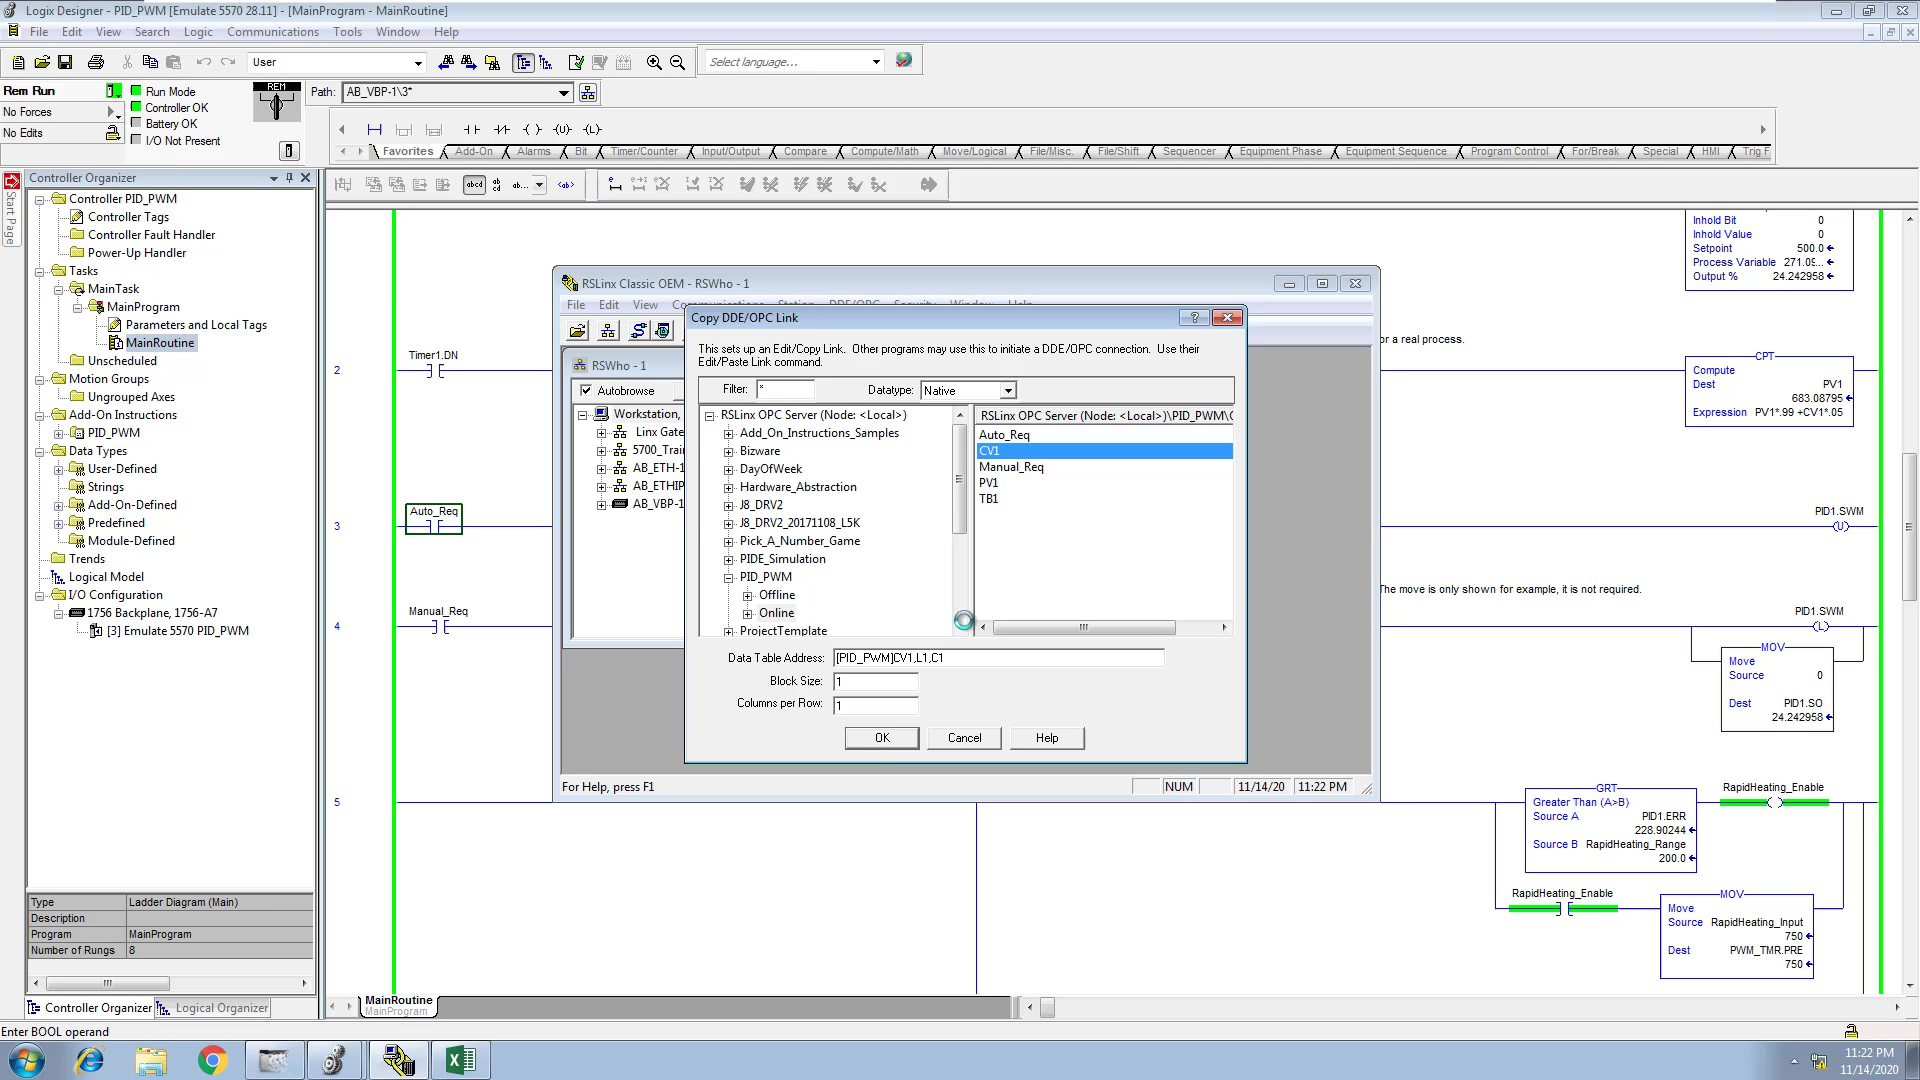 Logix Designer - PID_PWM [Emulate 5570 28.11] - [MainProgram - MainRoutine]
File Edit View Search Logic Communications Tools Window Help
User
Select language...
Rem Run
Run Mode
REM
Path: AB_VBP-1\3*
No Forces
Controller OK
Battery OK
No Edits
I/O Not Present
Favorites Add-On Alarms Bit Timer/Counter Input/Output Compare Compute/Math Move/Logical File/Misc. File/Shift Sequencer Equipment Phase Equipment Sequence Program Control For/Break Special HMI Trig F
Start Page
Controller Organizer
Controller PID_PWM
Controller Tags
Controller Fault Handler
Power-Up Handler
Tasks
MainTask
MainProgram
Parameters and Local Tags
MainRoutine
Unscheduled
Motion Groups
Ungrouped Axes
Add-On Instructions
PID_PWM
Data Types
User-Defined
Strings
Add-On-Defined
Predefined
Module-Defined
Trends
Logical Model
I/O Configuration
1756 Backplane, 1756-A7
[3] Emulate 5570 PID_PWM
Type Ladder Diagram (Main)
Description
Program MainProgram
Number of Rungs 8
Controller Organizer Logical Organizer
Enter BOOL operand
Inhold Bit 0
Inhold Value 0
Setpoint 500.0
Process Variable 271.09...
Output % 24.242958
2
Timer1.DN
or a real process.
CPT
Compute
Dest PV1
683.08795
Expression PV1*.99 +CV1*.05
3
Auto_Req
PID1.SWM
U
The move is only shown for example, it is not required.
4
Manual_Req
PID1.SWM
L
MOV
Move
Source 0
Dest PID1.SO
24.242958
5
GRT
Greater Than (A>B)
Source A PID1.ERR
228.90244
Source B RapidHeating_Range
200.0
RapidHeating_Enable
RapidHeating_Enable
MOV
Move
Source RapidHeating_Input
750
Dest PWM_TMR.PRE
750
MainRoutine
MainProgram
RSLinx Classic OEM - RSWho - 1
File Edit View Communications Station DDE/OPC Security Window Help
RSWho - 1
Autobrowse
Workstation,
Linx Gate
5700_Trai
AB_ETH-1
AB_ETHIP
AB_VBP-1
For Help, press F1
NUM 11/14/20 11:22 PM
Copy DDE/OPC Link
This sets up an Edit/Copy Link. Other programs may use this to initiate a DDE/OPC connection. Use their
Edit/Paste Link command.
Filter: * Datatype: Native
RSLinx OPC Server (Node: <Local>)
Add_On_Instructions_Samples
Bizware
DayOfWeek
Hardware_Abstraction
J8_DRV2
J8_DRV2_20171108_L5K
Pick_A_Number_Game
PIDE_Simulation
PID_PWM
Offline
Online
ProjectTemplate
RSLinx OPC Server (Node: <Local>)\PID_PWM\
Auto_Req
CV1
Manual_Req
PV1
TB1
Data Table Address: [PID_PWM]CV1,L1,C1
Block Size: 1
Columns per Row: 1
OK Cancel Help
11:22 PM
11/14/2020